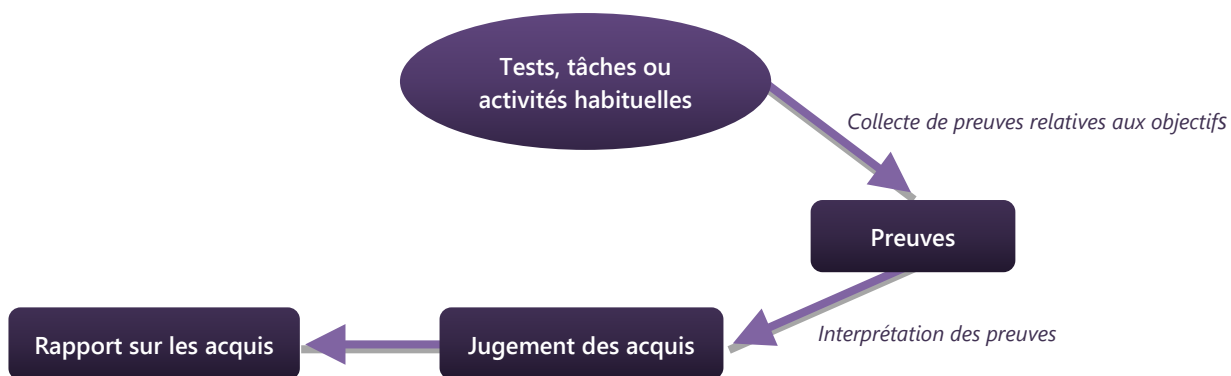 Tests, tâches ou
activités habituelles
Collecte de preuves relatives aux objectifs
Preuves
Interprétation des preuves
Rapport sur les acquis
Jugement des acquis